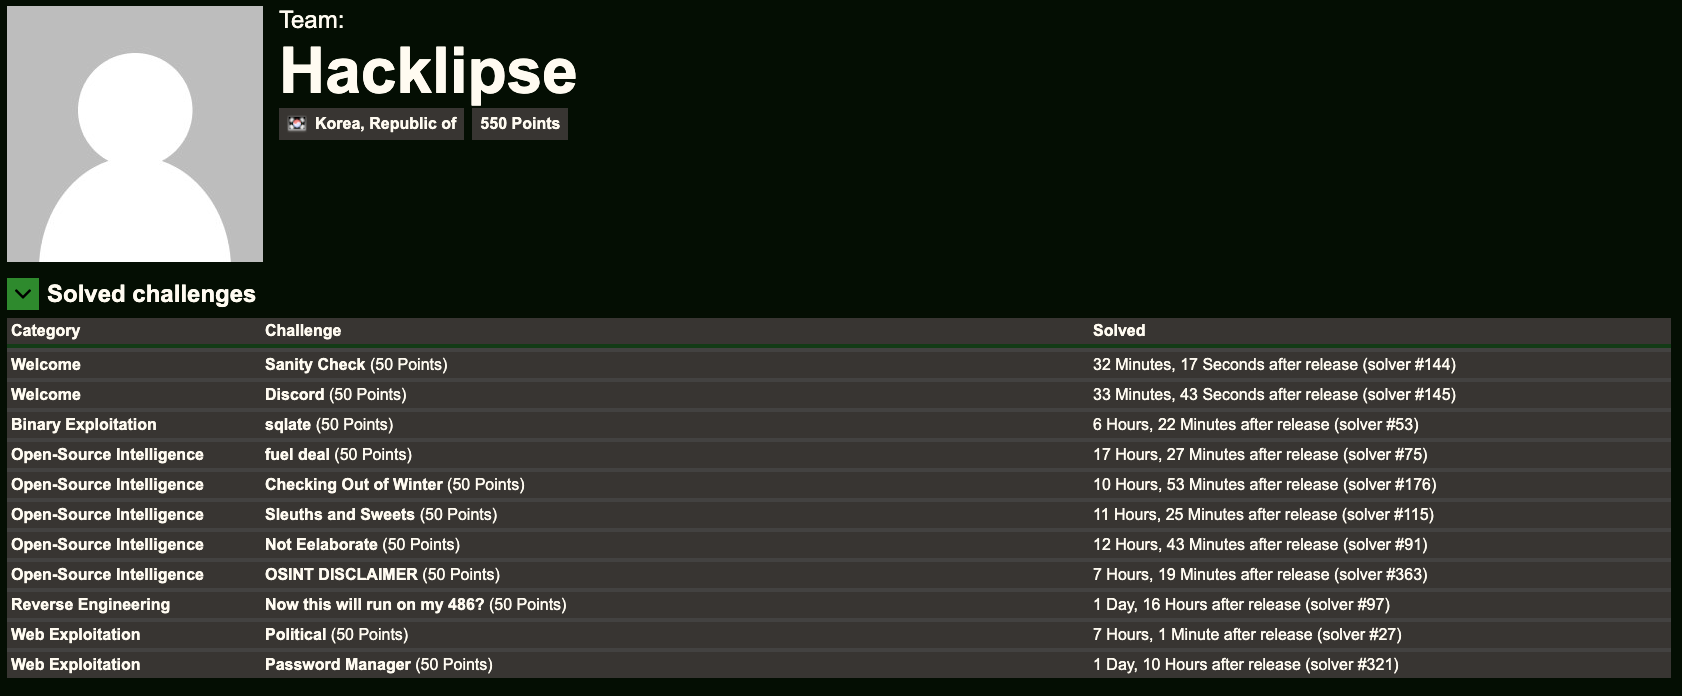 Team:
Hacklipse
Korea, Republic of 550 Points
Solved challenges
Category Challenge Solved
Welcome Sanity Check (50 Points) 32 Minutes, 17 Seconds after release (solver #144)
Welcome Discord (50 Points) 33 Minutes, 43 Seconds after release (solver #145)
Binary Exploitation sqlate (50 Points) 6 Hours, 22 Minutes after release (solver #53)
Open-Source Intelligence fuel deal (50 Points) 17 Hours, 27 Minutes after release (solver #75)
Open-Source Intelligence Checking Out of Winter (50 Points) 10 Hours, 53 Minutes after release (solver #176)
Open-Source Intelligence Sleuths and Sweets (50 Points) 11 Hours, 25 Minutes after release (solver #115)
Open-Source Intelligence Not Eelaborate (50 Points) 12 Hours, 43 Minutes after release (solver #91)
Open-Source Intelligence OSINT DISCLAIMER (50 Points) 7 Hours, 19 Minutes after release (solver #363)
Reverse Engineering Now this will run on my 486? (50 Points) 1 Day, 16 Hours after release (solver #97)
Web Exploitation Political (50 Points) 7 Hours, 1 Minute after release (solver #27)
Web Exploitation Password Manager (50 Points) 1 Day, 10 Hours after release (solver #321)